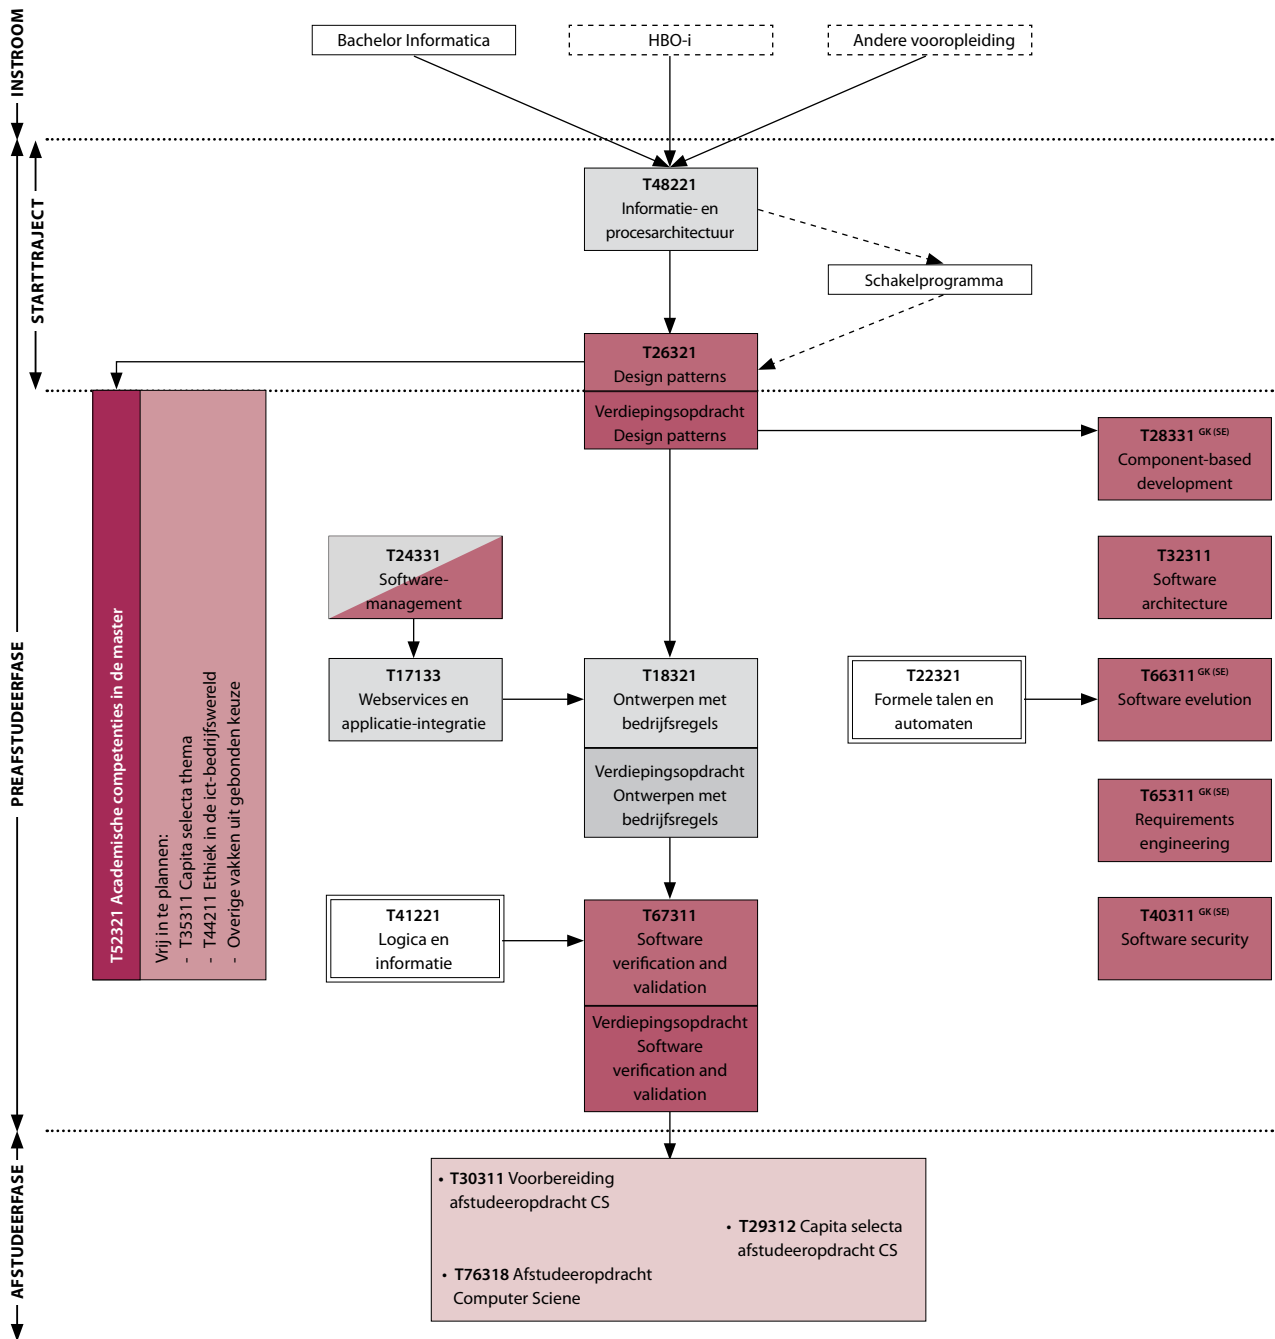 INSTROOM
Bachelor Informatica
HBO-i
Andere vooropleiding
PREAFSTUDEERFASE
STARTTRAJECT
T48221
Informatie- en
procesarchitectuur
Schakelprogramma
T26321
Design patterns
Verdiepingsopdracht
Design patterns
T28331 GK (SE)
Component-based
development
T52321 Academische competenties in de master
Vrij in te plannen:
- T35311 Capita selecta thema
- T44211 Ethiek in de ict-bedrijfswereld
- Overige vakken uit gebonden keuze
T24331
Software-
management
T32311
Software
architecture
T17133
Webservices en
applicatie-integratie
T18321
Ontwerpen met
bedrijfsregels
T22321
Formele talen en
automaten
T66311 GK (SE)
Software evelution
Verdiepingsopdracht
Ontwerpen met
bedrijfsregels
T65311 GK (SE)
Requirements
engineering
T41221
Logica en
informatie
T67311
Software
verification and
validation
T40311 GK (SE)
Software security
Verdiepingsopdracht
Software
verification and
validation
AFSTUDEERFASE
• T30311 Voorbereiding
afstudeeropdracht CS
• T29312 Capita selecta
afstudeeropdracht CS
• T76318 Afstudeeropdracht
Computer Sciene